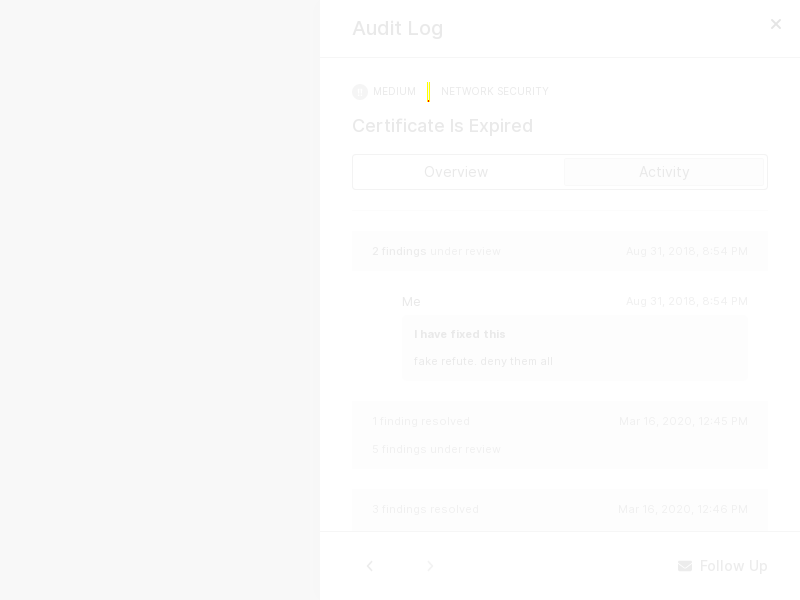 Audit Log
MEDIUM NETWORK SECURITY
Certificate Is Expired
Overview Activity
2 findings under review Aug 31, 2018, 8:54 PM
Me Aug 31, 2018, 8:54 PM
I have fixed this
fake refute. deny them all
1 finding resolved Mar 16, 2020, 12:45 PM
5 findings under review
3 findings resolved Mar 16, 2020, 12:46 PM
Follow Up